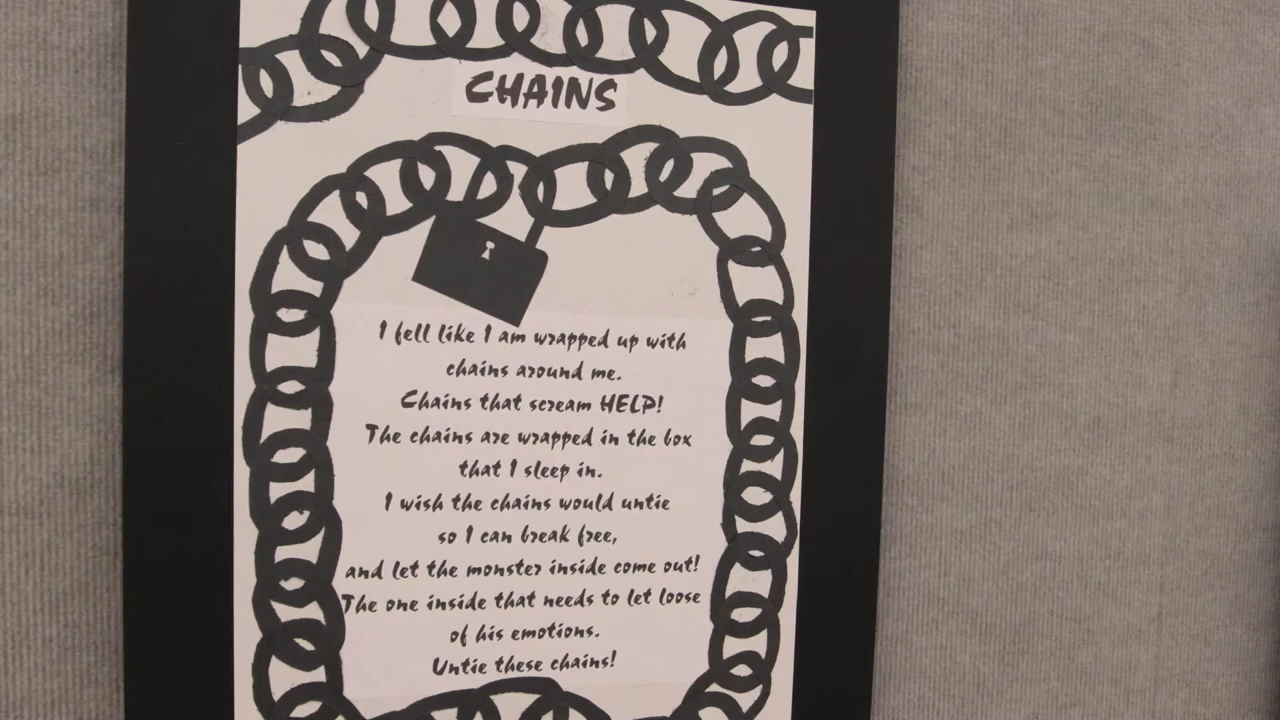 CHAINS
I fell like I am wrapped up with
chains around me.
Chains that scream HELP!
The chains are wrapped in the box
that I sleep in.
I wish the chains would untie
so I can break free,
and let the monster inside come out!
The one inside that needs to let loose
of his emotions.
Untie these chains!